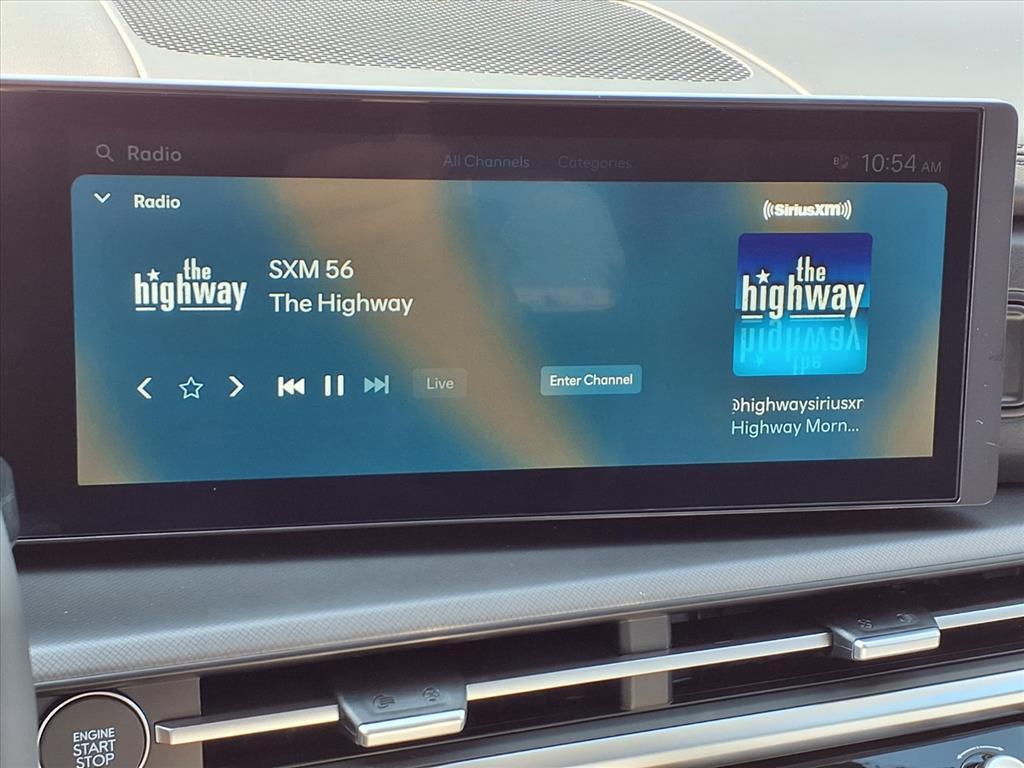 Radio
All Channels Categories
10:54 AM
Radio
SiriusXM
the
highway
SXM 56
The Highway
the
highway
Live
Enter Channel
@highwaysiriusxr
Highway Morn...
ENGINE
START
STOP